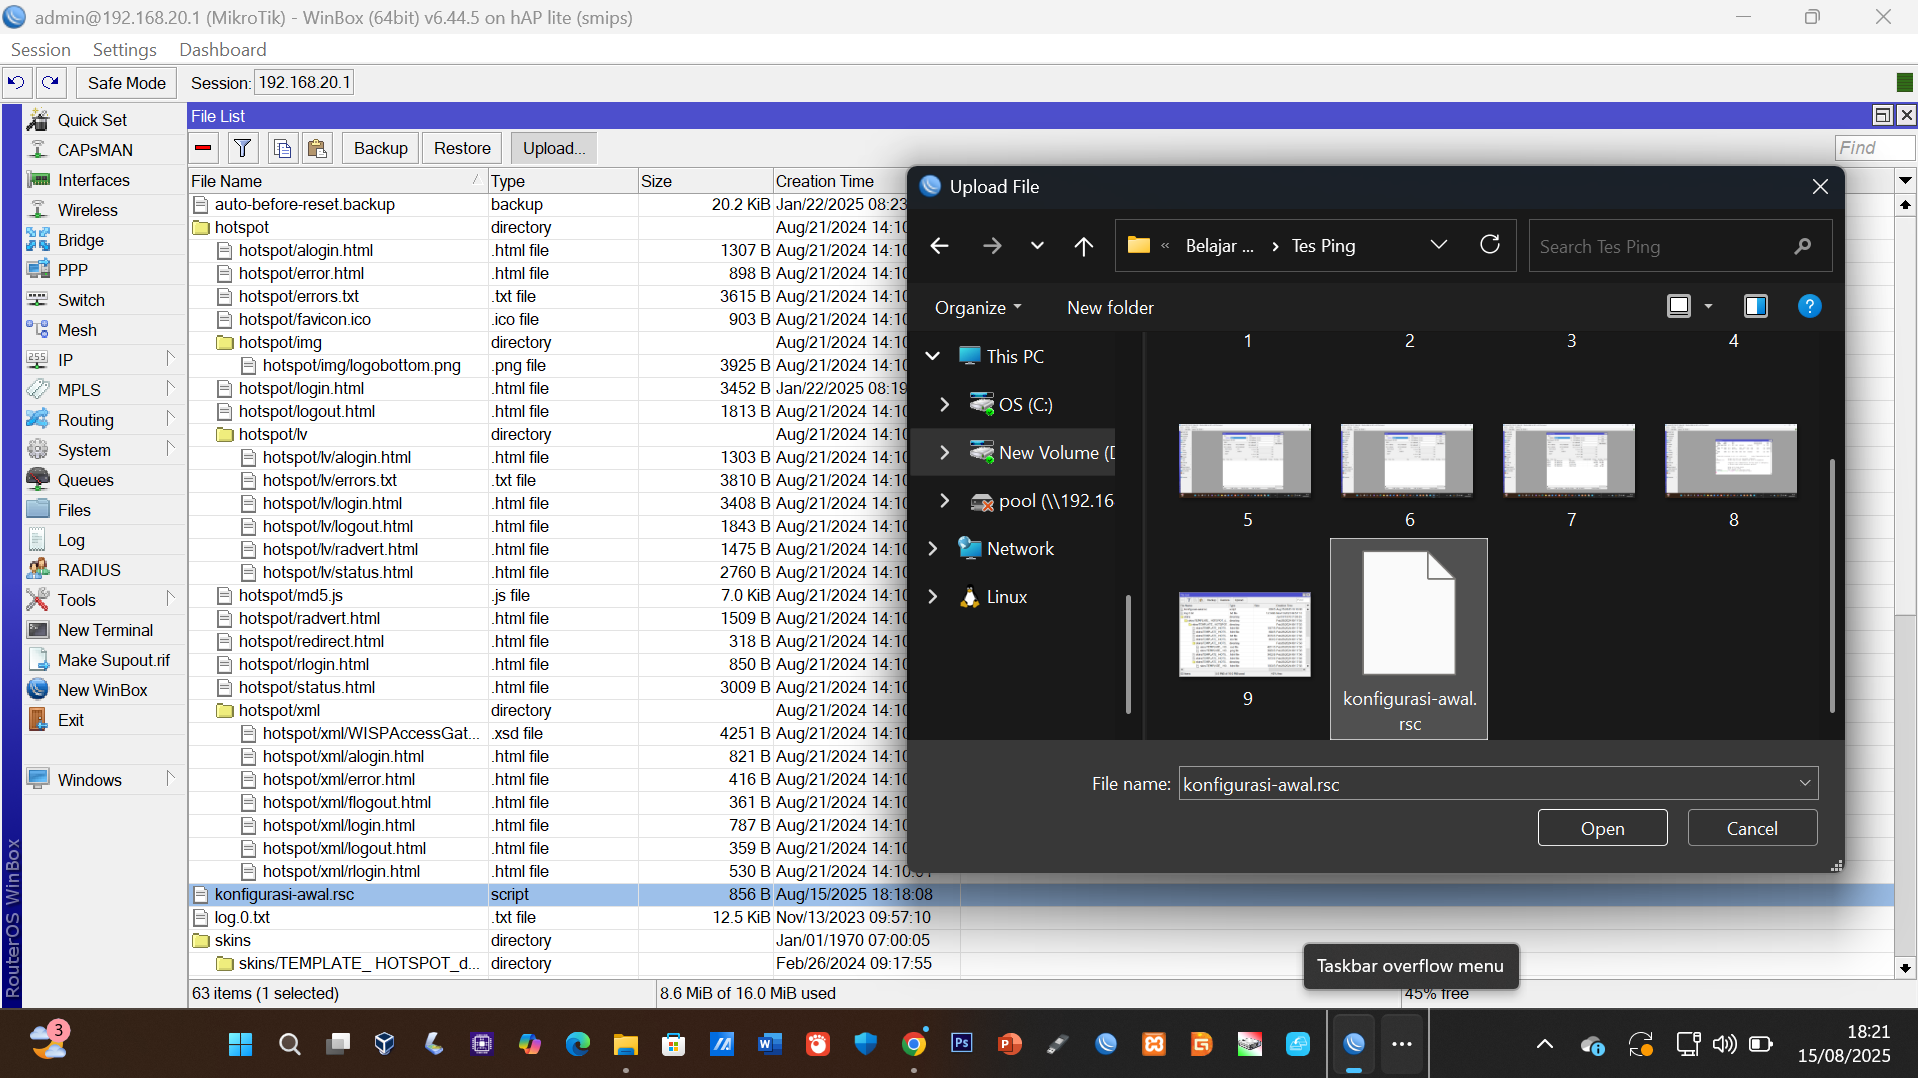 admin@192.168.20.1 (MikroTik) - WinBox (64bit) v6.44.5 on hAP lite (smips)
Session Settings Dashboard
Safe Mode Session: 192.168.20.1
Quick Set
CAPsMAN
Interfaces
Wireless
Bridge
PPP
Switch
Mesh
IP
MPLS
Routing
System
Queues
Files
Log
RADIUS
Tools
New Terminal
Make Supout.rif
New WinBox
Exit
Windows
RouterOS WinBox
File List
Backup Restore Upload... Find
File Name Type Size Creation Time
auto-before-reset.backup backup 20.2 KiB Jan/22/2025 08:23
hotspot directory Aug/21/2024 14:10
hotspot/alogin.html .html file 1307 B Aug/21/2024 14:10
hotspot/error.html .html file 898 B Aug/21/2024 14:10
hotspot/errors.txt .txt file 3615 B Aug/21/2024 14:10
hotspot/favicon.ico .ico file 903 B Aug/21/2024 14:10
hotspot/img directory Aug/21/2024 14:10
hotspot/img/logobottom.png .png file 3925 B Aug/21/2024 14:10
hotspot/login.html .html file 3452 B Jan/22/2025 08:19
hotspot/logout.html .html file 1813 B Aug/21/2024 14:10
hotspot/lv directory Aug/21/2024 14:10
hotspot/lv/alogin.html .html file 1303 B Aug/21/2024 14:10
hotspot/lv/errors.txt .txt file 3810 B Aug/21/2024 14:10
hotspot/lv/login.html .html file 3408 B Aug/21/2024 14:10
hotspot/lv/logout.html .html file 1843 B Aug/21/2024 14:10
hotspot/lv/radvert.html .html file 1475 B Aug/21/2024 14:10
hotspot/lv/status.html .html file 2760 B Aug/21/2024 14:10
hotspot/md5.js .js file 7.0 KiB Aug/21/2024 14:10
hotspot/radvert.html .html file 1509 B Aug/21/2024 14:10
hotspot/redirect.html .html file 318 B Aug/21/2024 14:10
hotspot/rlogin.html .html file 850 B Aug/21/2024 14:10
hotspot/status.html .html file 3009 B Aug/21/2024 14:10
hotspot/xml directory Aug/21/2024 14:10
hotspot/xml/WISPAccessGat... .xsd file 4251 B Aug/21/2024 14:10
hotspot/xml/alogin.html .html file 821 B Aug/21/2024 14:10
hotspot/xml/error.html .html file 416 B Aug/21/2024 14:10
hotspot/xml/flogout.html .html file 361 B Aug/21/2024 14:10
hotspot/xml/login.html .html file 787 B Aug/21/2024 14:10
hotspot/xml/logout.html .html file 359 B Aug/21/2024 14:10
hotspot/xml/rlogin.html .html file 530 B Aug/21/2024 14:10:01
konfigurasi-awal.rsc script 856 B Aug/15/2025 18:18:08
log.0.txt .txt file 12.5 KiB Nov/13/2023 09:57:10
skins directory Jan/01/1970 07:00:05
skins/TEMPLATE_ HOTSPOT_d... directory Feb/26/2024 09:17:55
63 items (1 selected) 8.6 MiB of 16.0 MiB used 45% free
Upload File
« Belajar ... › Tes Ping Search Tes Ping
Organize New folder
This PC
OS (C:)
New Volume (D
pool (\\192.16
Network
Linux
1 2 3 4
5 6 7 8
9
konfigurasi-awal.
rsc
File name: konfigurasi-awal.rsc
Open Cancel
Taskbar overflow menu
3
18:21
15/08/2025